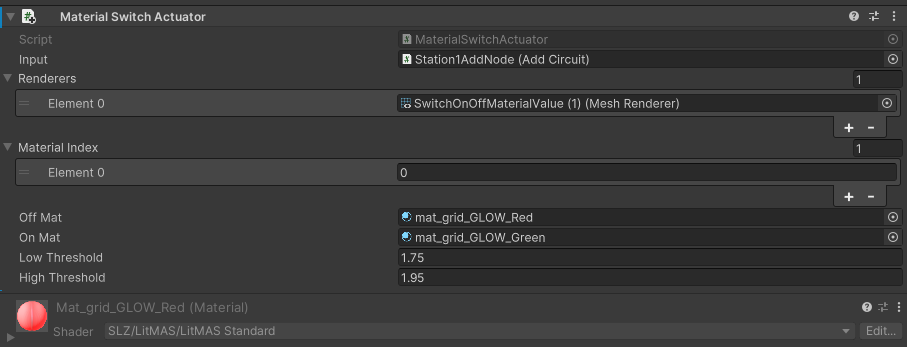 Material Switch Actuator
Script MaterialSwitchActuator
Input Station1AddNode (Add Circuit)
Renderers 1
Element 0 SwitchOnOffMaterialValue (1) (Mesh Renderer)
+ -
Material Index 1
Element 0 0
+ -
Off Mat mat_grid_GLOW_Red
On Mat mat_grid_GLOW_Green
Low Threshold 1.75
High Threshold 1.95
Mat_grid_GLOW_Red (Material)
Shader SLZ/LitMAS/LitMAS Standard Edit...